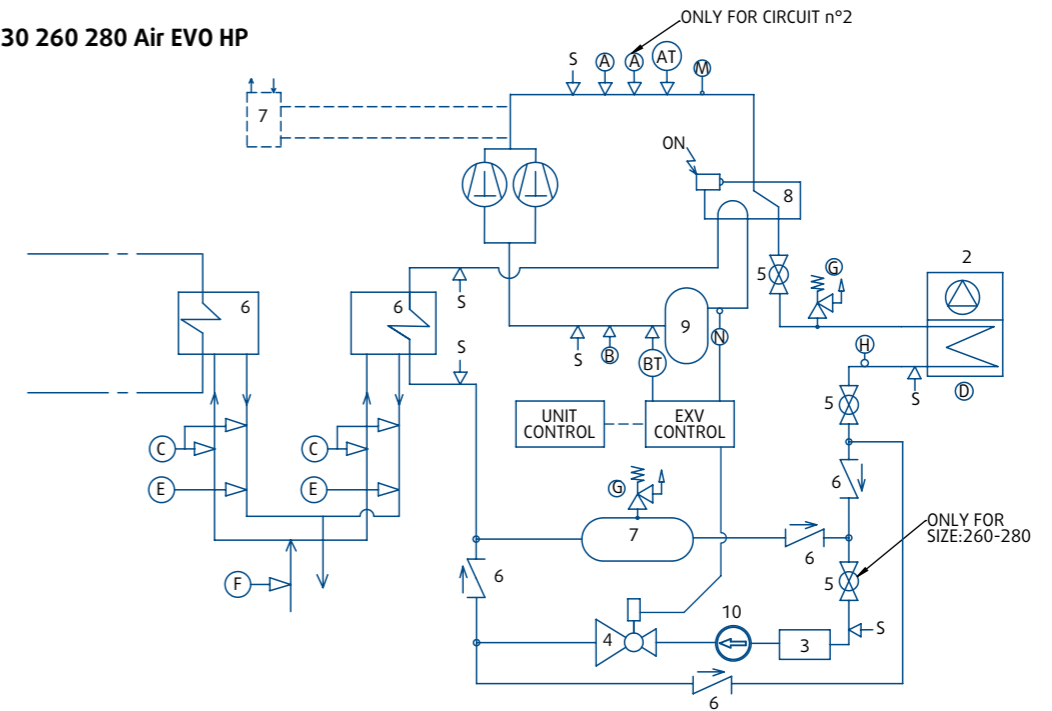 30 260 280 Air EVO HP
ONLY FOR CIRCUIT n°2
S
A
A
AT
M
7
ON
8
5
G
2
6
6
S
S
9
S
B
BT
N
H
S
D
UNIT
CONTROL
EXV
CONTROL
5
C
C
E
E
G
6
7
6
ONLY FOR
SIZE:260-280
6
5
F
4
10
3
S
6